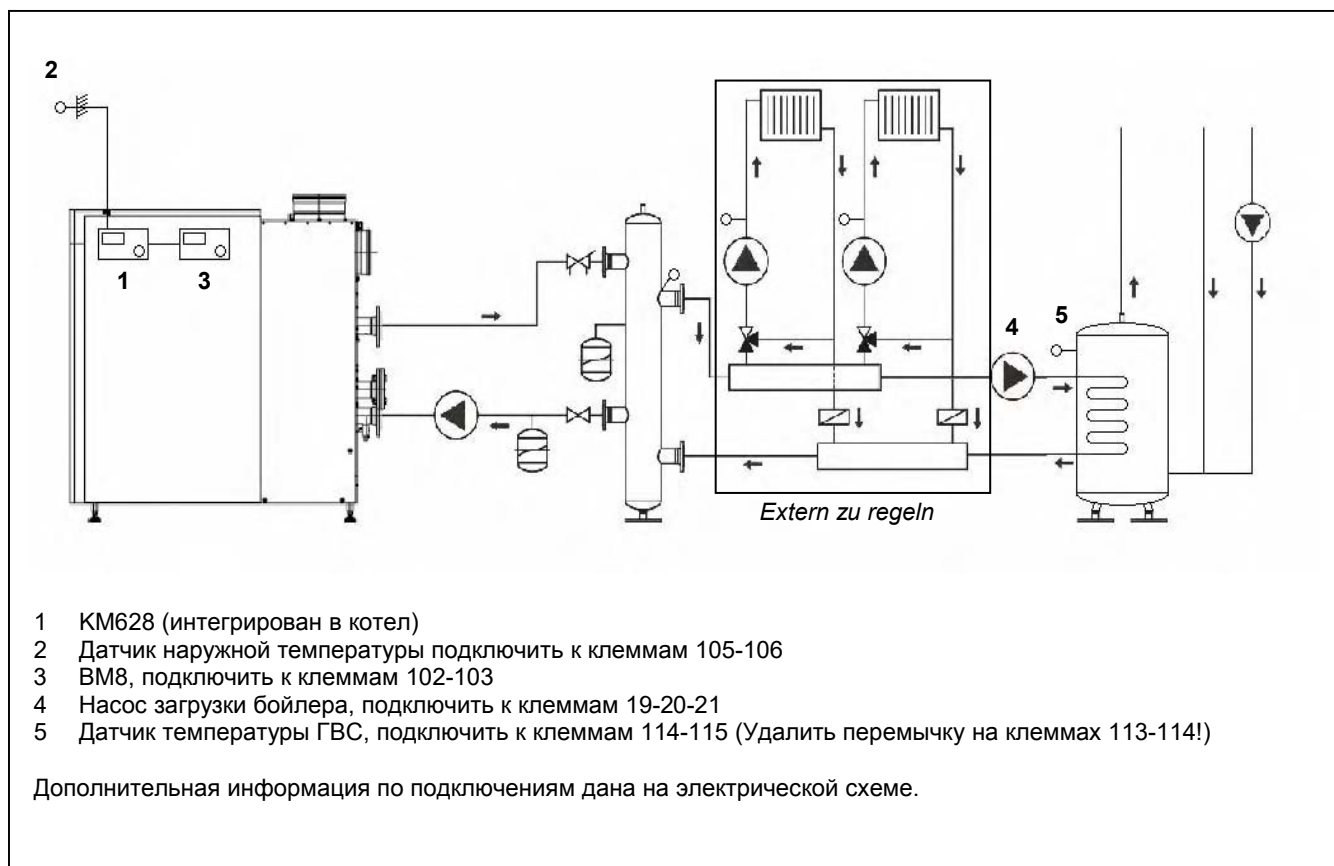 2
1
3
4
5
Extern zu regeln
1 KM628 (интегрирован в котел)
2 Датчик наружной температуры подключить к клеммам 105-106
3 BM8, подключить к клеммам 102-103
4 Насос загрузки бойлера, подключить к клеммам 19-20-21
5 Датчик температуры ГВС, подключить к клеммам 114-115 (Удалить перемычку на клеммах 113-114!)
Дополнительная информация по подключениям дана на электрической схеме.